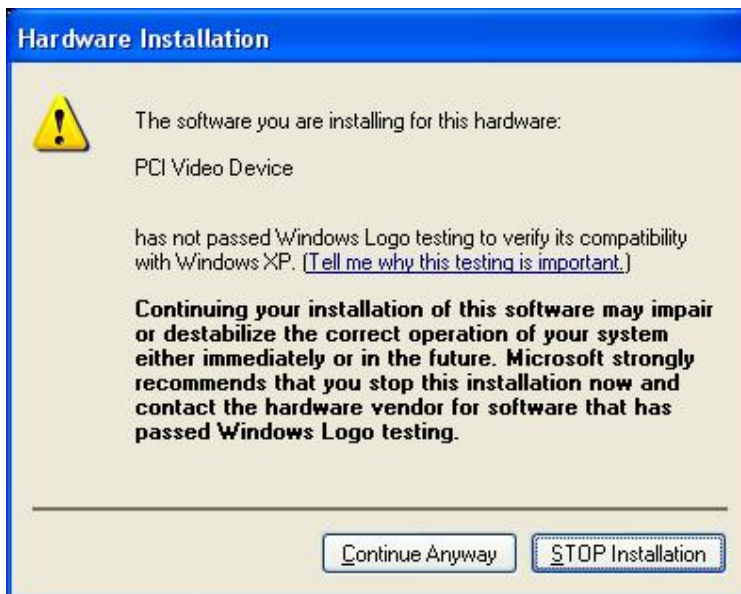 Hardware Installation
The software you are installing for this hardware:
PCI Video Device
has not passed Windows Logo testing to verify its compatibility
with Windows XP. (Tell me why this testing is important.)
Continuing your installation of this software may impair
or destabilize the correct operation of your system
either immediately or in the future. Microsoft strongly
recommends that you stop this installation now and
contact the hardware vendor for software that has
passed Windows Logo testing.
Continue Anyway
STOP Installation